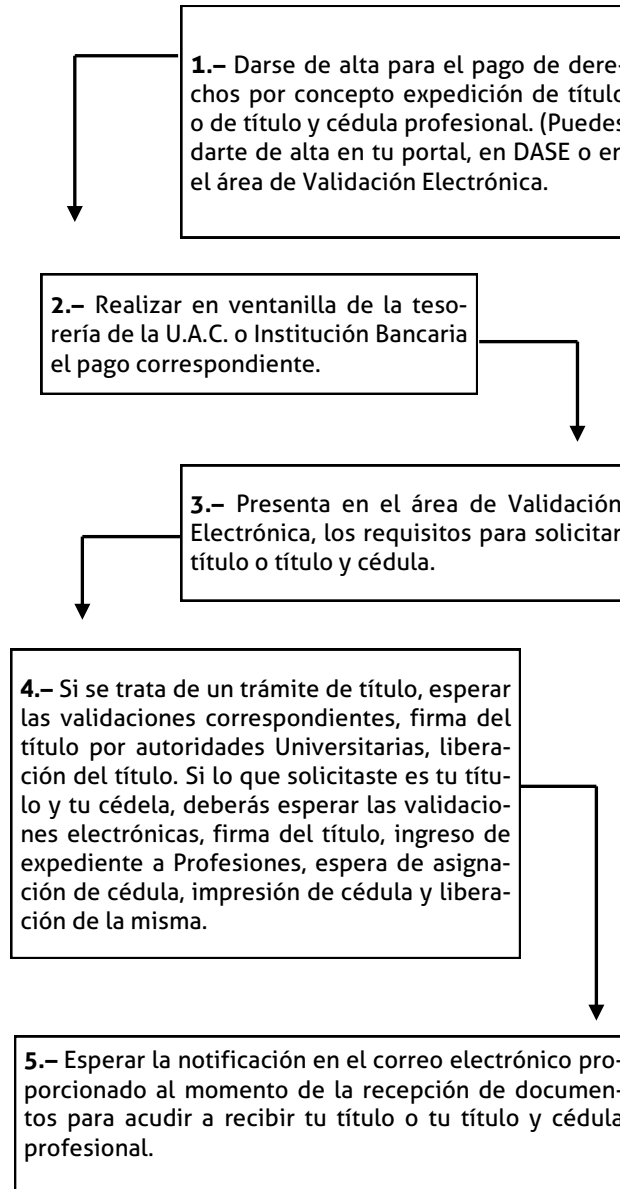 1.– Darse de alta para el pago de dere-
chos por concepto expedición de título
o de título y cédula profesional. (Puedes
darte de alta en tu portal, en DASE o en
el área de Validación Electrónica.
2.– Realizar en ventanilla de la teso-
rería de la U.A.C. o Institución Bancaria
el pago correspondiente.
3.– Presenta en el área de Validación
Electrónica, los requisitos para solicitar
título o título y cédula.
4.– Si se trata de un trámite de título, esperar
las validaciones correspondientes, firma del
título por autoridades Universitarias, libera-
ción del título. Si lo que solicitaste es tu títu-
lo y tu cédela, deberás esperar las validacio-
nes electrónicas, firma del título, ingreso de
expediente a Profesiones, espera de asigna-
ción de cédula, impresión de cédula y libera-
ción de la misma.
5.– Esperar la notificación en el correo electrónico pro-
porcionado al momento de la recepción de documen-
tos para acudir a recibir tu título o tu título y cédula
profesional.